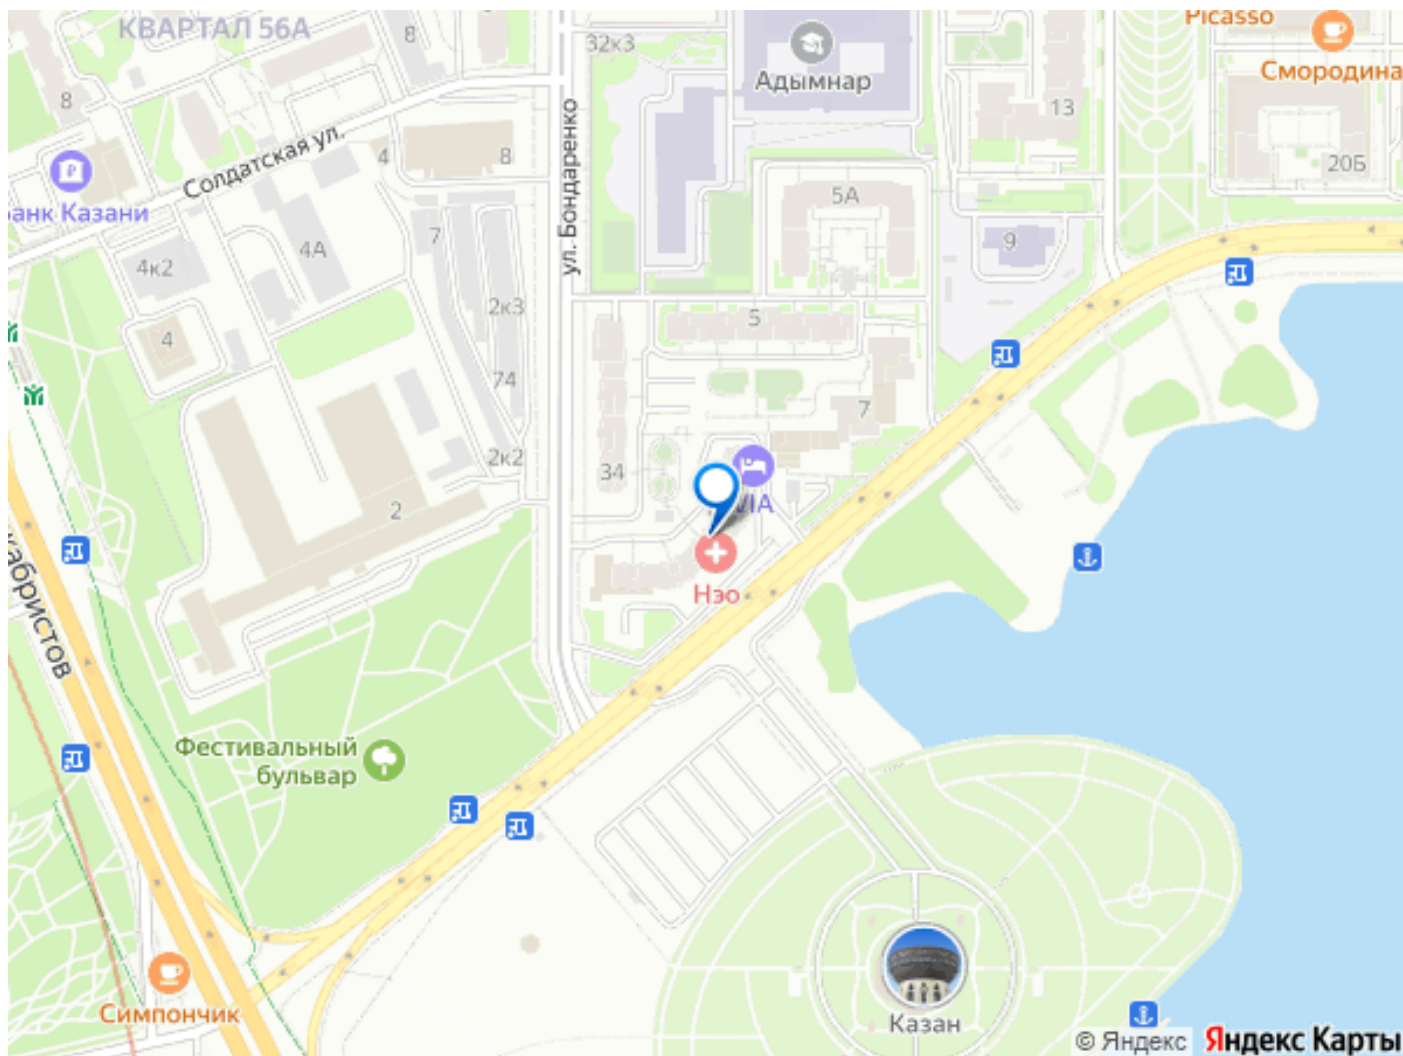 КВАРТАЛ 56А
8
32к3
Адымнар
Picasso
Смородина
8
13
Солдатская ул.
4
8
ул. Бондаренко
20Б
анк Казани
4А
7
5А
9
4к2
2к3
5
4
74
7
2к2
34
2
VIA
Нэо
кабристов
Фестивальный
бульвар
Симпончик
Казан
© Яндекс Яндекс Карты